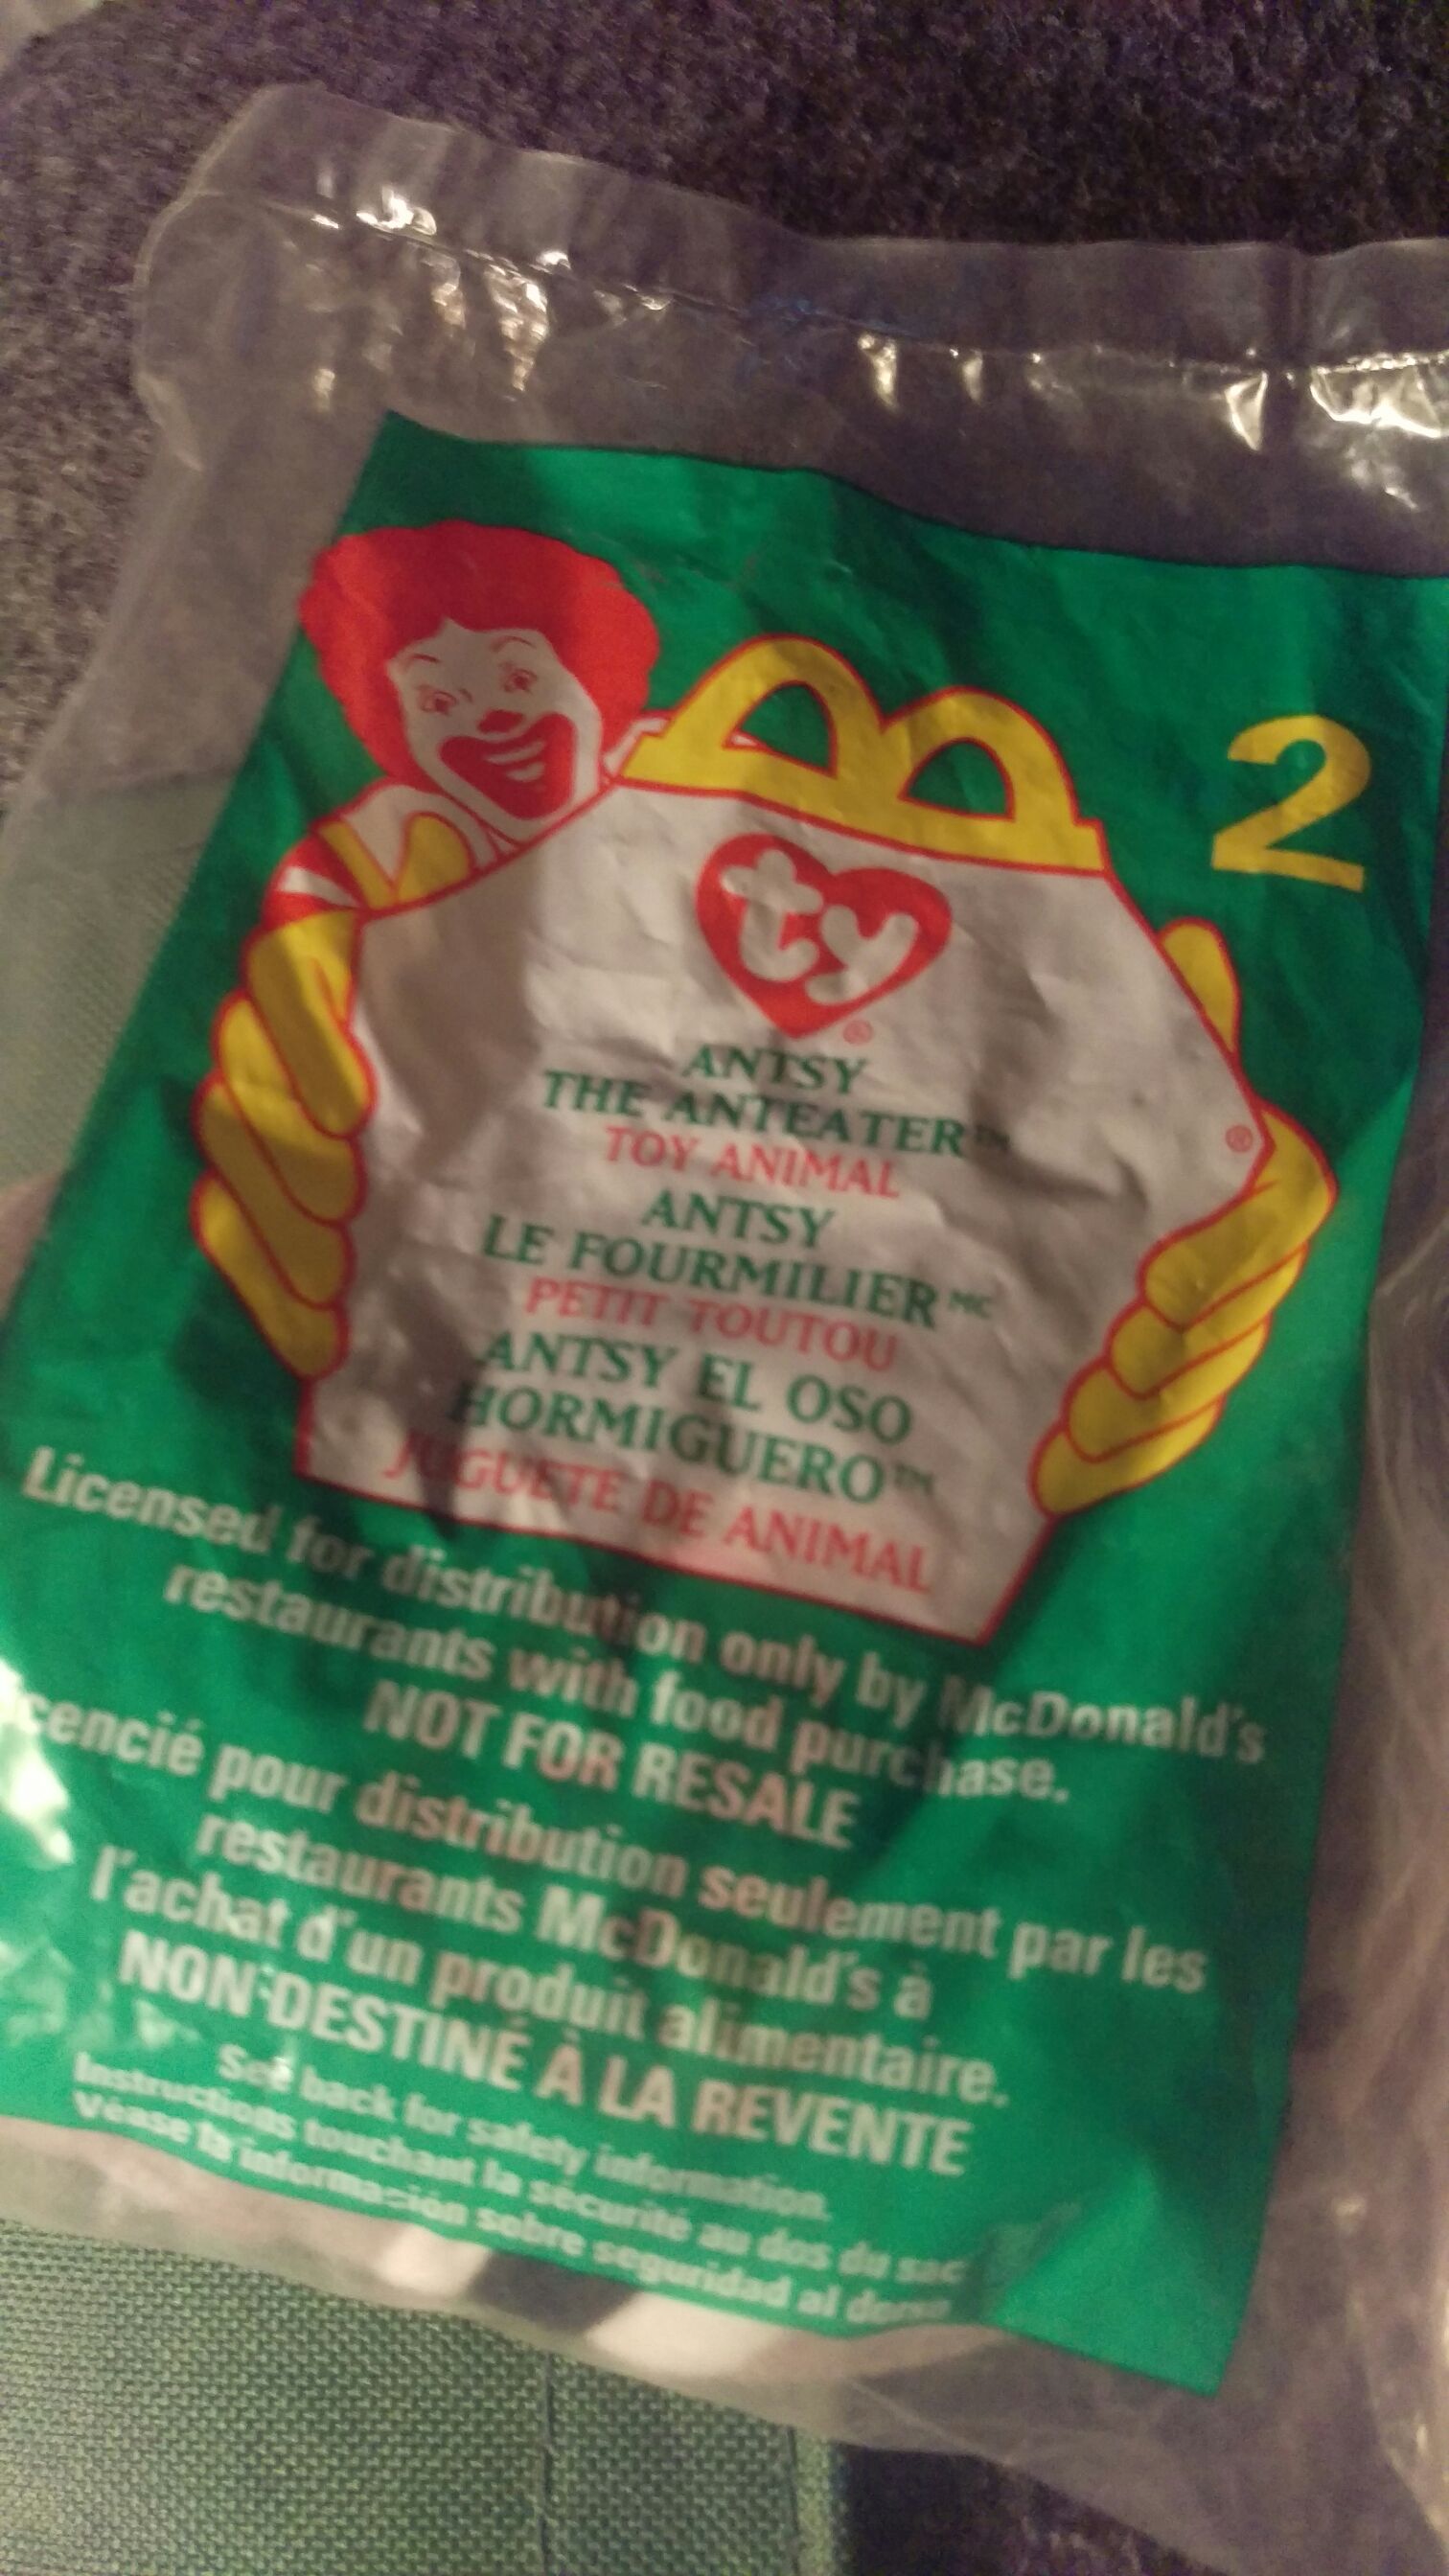 2
ty®
ANTSY
THE ANTEATER™
TOY ANIMAL
®
ANTSY
LE FOURMILIER MC
PETIT TOUTOU
ANTSY EL OSO
HORMIGUERO™
JUGUETE DE ANIMAL
Licensed for distribution only by McDonald's
restaurants with food purchase.
NOT FOR RESALE
cencié pour distribution seulement par les
restaurants McDonald's à
l'achat d'un produit alimentaire.
NON DESTINÉ À LA REVENTE
See back for safety information.
Instructions touchant la sécurité au dos du sac
Véase la información sobre seguridad al dorso